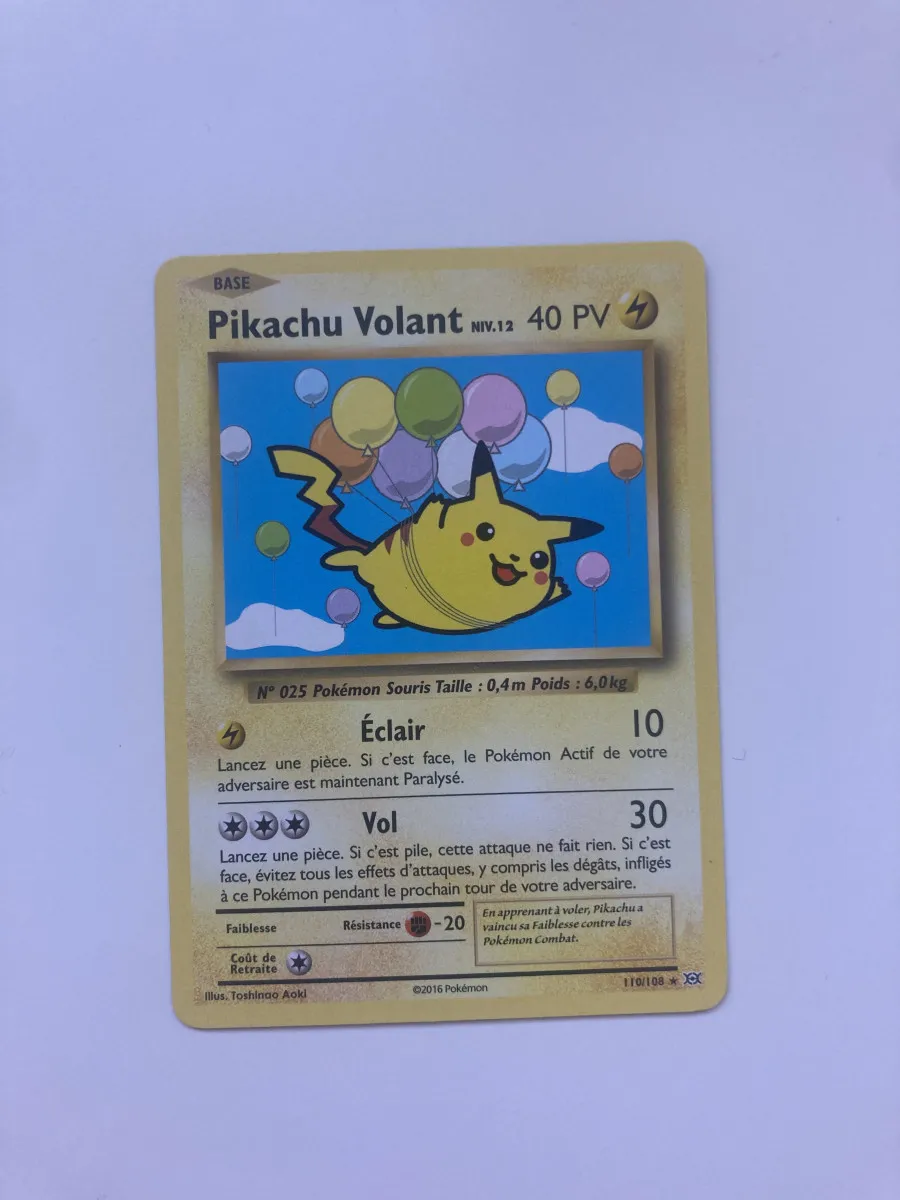 BASE
Pikachu Volant NIV.12 40 PV
N° 025 Pokémon Souris Taille : 0,4 m Poids : 6,0 kg
Éclair 10
Lancez une pièce. Si c'est face, le Pokémon Actif de votre
adversaire est maintenant Paralysé.
Vol 30
Lancez une pièce. Si c'est pile, cette attaque ne fait rien. Si c'est
face, évitez tous les effets d'attaques, y compris les dégâts, infligés
à ce Pokémon pendant le prochain tour de votre adversaire.
Faiblesse Résistance -20
Coût de
Retraite
En apprenant à voler, Pikachu a
vaincu sa Faiblesse contre les
Pokémon Combat.
Illus. Toshinao Aoki ©2016 Pokémon 110/108